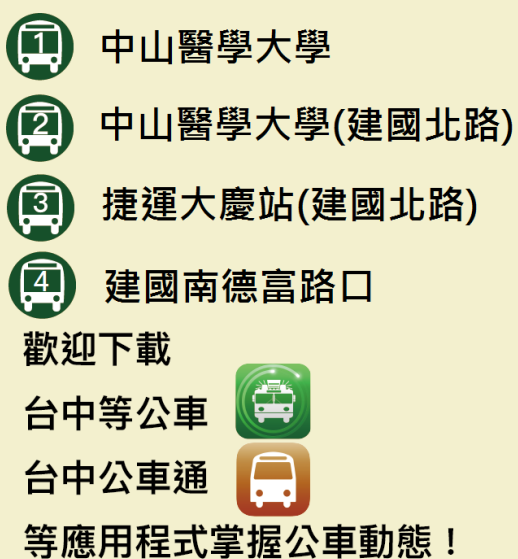 1 中山醫學大學
2 中山醫學大學(建國北路)
3 捷運大慶站(建國北路)
4 建國南德富路口
歡迎下載
台中等公車
台中公車通
等應用程式掌握公車動態！